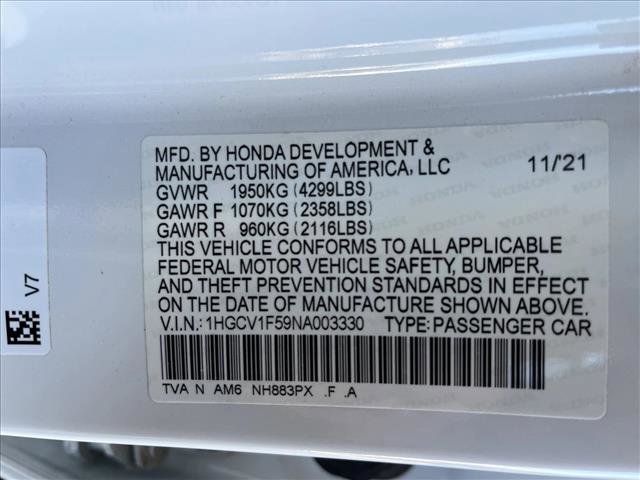 MFD. BY HONDA DEVELOPMENT &
MANUFACTURING OF AMERICA, LLC 11/'21
GVWR 1950KG (4299LBS)
GAWR F 1070KG (2358LBS)
GAWR R 960KG (2116LBS)
THIS VEHICLE CONFORMS TO ALL APPLICABLE
FEDERAL MOTOR VEHICLE SAFETY, BUMPER,
AND THEFT PREVENTION STANDARDS IN EFFECT
ON THE DATE OF MANUFACTURE SHOWN ABOVE.
V.I.N.: 1HGCV1F59NA003330 TYPE: PASSENGER CAR
TVA N AM6 NH883PX .F .A
V7